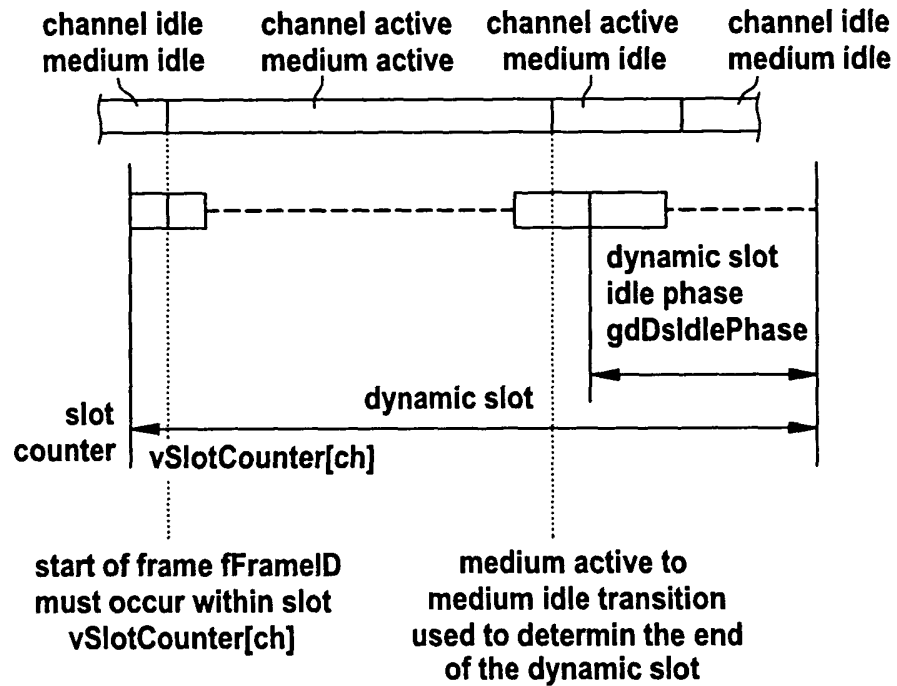 channel idle
medium idle
channel active
medium active
channel active
medium idle
channel idle
medium idle
dynamic slot
idle phase
gdDsIdlePhase
dynamic slot
slot
counter
vSlotCounter[ch]
start of frame fFrameID
must occur within slot
vSlotCounter[ch]
medium active to
medium idle transition
used to determin the end
of the dynamic slot